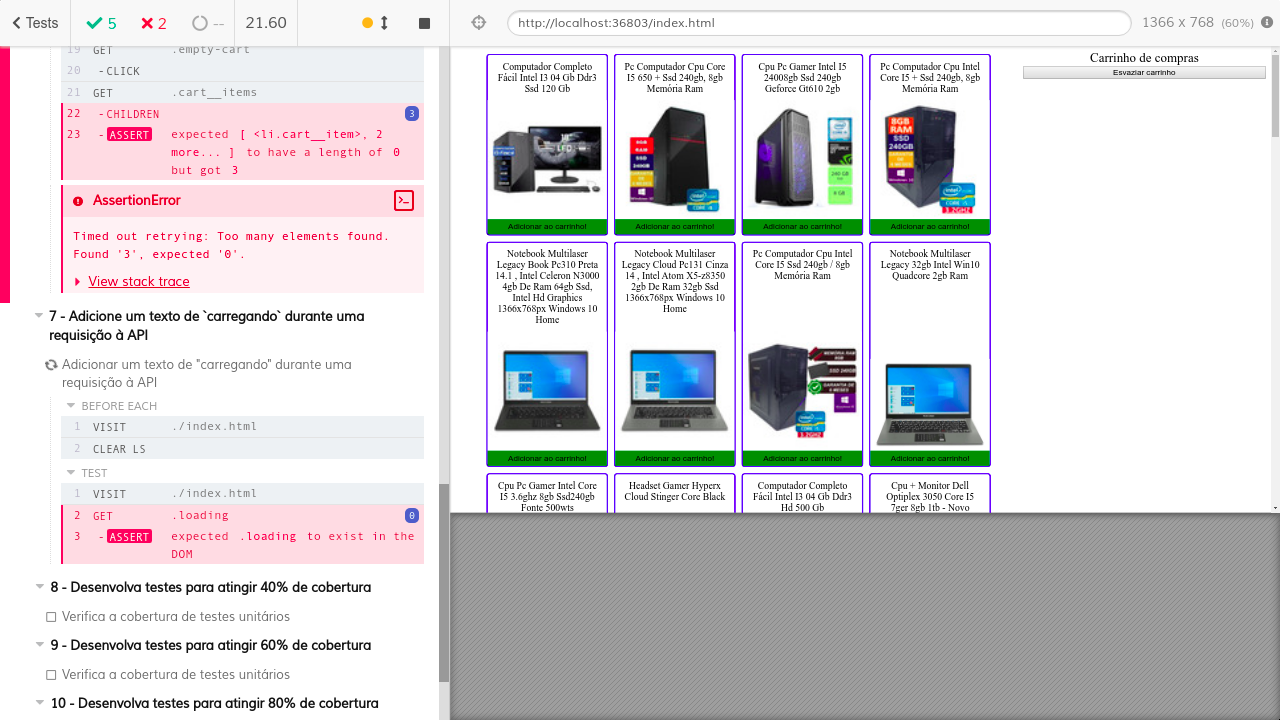 Tests
5
2
--
21.60
http://localhost:36803/index.html
1366 x 768 (60%)
19 GET .empty-cart
20 -CLICK
21 GET .cart__items
22 -CHILDREN 3
23 -ASSERT expected [ <li.cart__item>, 2
more... ] to have a length of 0
but got 3
AssertionError
Timed out retrying: Too many elements found.
Found '3', expected '0'.
View stack trace
7 - Adicione um texto de `carregando` durante uma
requisição à API
Adicionar um texto de "carregando" durante uma
requisição à API
BEFORE EACH
1 VISIT ./index.html
2 CLEAR LS
TEST
1 VISIT ./index.html
2 GET .loading 0
3 -ASSERT expected .loading to exist in the
DOM
8 - Desenvolva testes para atingir 40% de cobertura
Verifica a cobertura de testes unitários
9 - Desenvolva testes para atingir 60% de cobertura
Verifica a cobertura de testes unitários
10 - Desenvolva testes para atingir 80% de cobertura
Computador Completo
Fácil Intel I3 04 Gb Ddr3
Ssd 120 Gb
Adicionar ao carrinho!
Pc Computador Cpu Core
I5 650 + Ssd 240gb, 8gb
Memória Ram
Adicionar ao carrinho!
Cpu Pc Gamer Intel I5
24008gb Ssd 240gb
Geforce Gt610 2gb
Adicionar ao carrinho!
Pc Computador Cpu Intel
Core I5 + Ssd 240gb, 8gb
Memória Ram
8GB
RAM
SSD
240GB
3.2GHZ
Adicionar ao carrinho!
Notebook Multilaser
Legacy Book Pc310 Preta
14.1 , Intel Celeron N3000
4gb De Ram 64gb Ssd,
Intel Hd Graphics
1366x768px Windows 10
Home
Adicionar ao carrinho!
Notebook Multilaser
Legacy Cloud Pc131 Cinza
14 , Intel Atom X5-z8350
2gb De Ram 32gb Ssd
1366x768px Windows 10
Home
Adicionar ao carrinho!
Pc Computador Cpu Intel
Core I5 Ssd 240gb / 8gb
Memória Ram
3.2GHZ
Adicionar ao carrinho!
Notebook Multilaser
Legacy 32gb Intel Win10
Quadcore 2gb Ram
Adicionar ao carrinho!
Cpu Pc Gamer Intel Core
I5 3.6ghz 8gb Ssd240gb
Fonte 500wts
Headset Gamer Hyperx
Cloud Stinger Core Black
Computador Completo
Fácil Intel I3 04 Gb Ddr3
Hd 500 Gb
Cpu + Monitor Dell
Optiplex 3050 Core I5
7ger 8gb 1tb - Novo
Carrinho de compras
Esvaziar carrinho